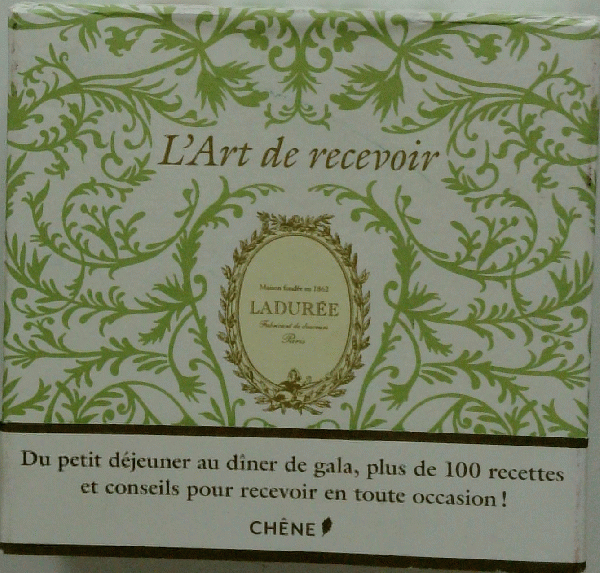 L'Art de recevoir
Maison fondée en 1862
LADURÉE
Fabricant de douceurs
Paris
Du petit déjeuner au dîner de gala, plus de 100 recettes
et conseils pour recevoir en toute occasion !
CHÊNE